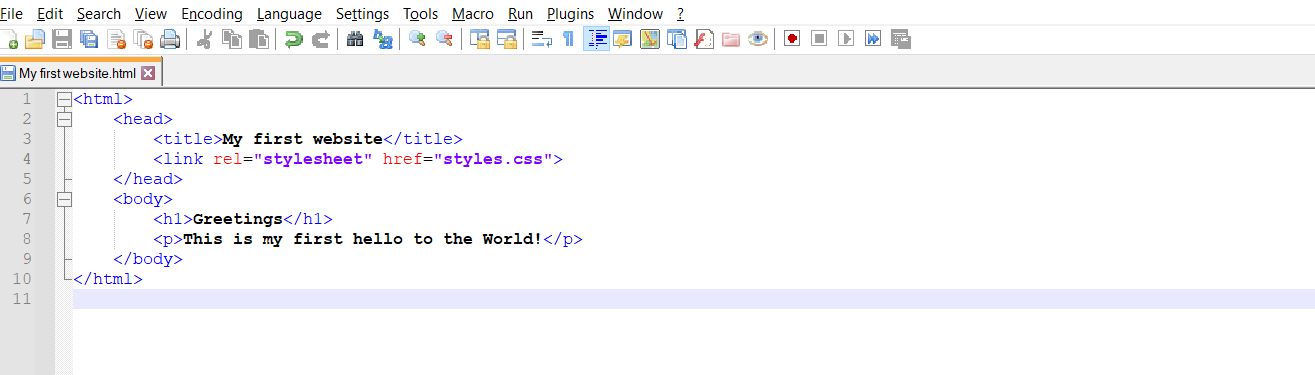 File Edit Search View Encoding Language Settings Tools Macro Run Plugins Window ?
My first website.html
1 <html>
2 <head>
3 <title>My first website</title>
4 <link rel="stylesheet" href="styles.css">
5 </head>
6 <body>
7 <h1>Greetings</h1>
8 <p>This is my first hello to the World!</p>
9 </body>
10 </html>
11